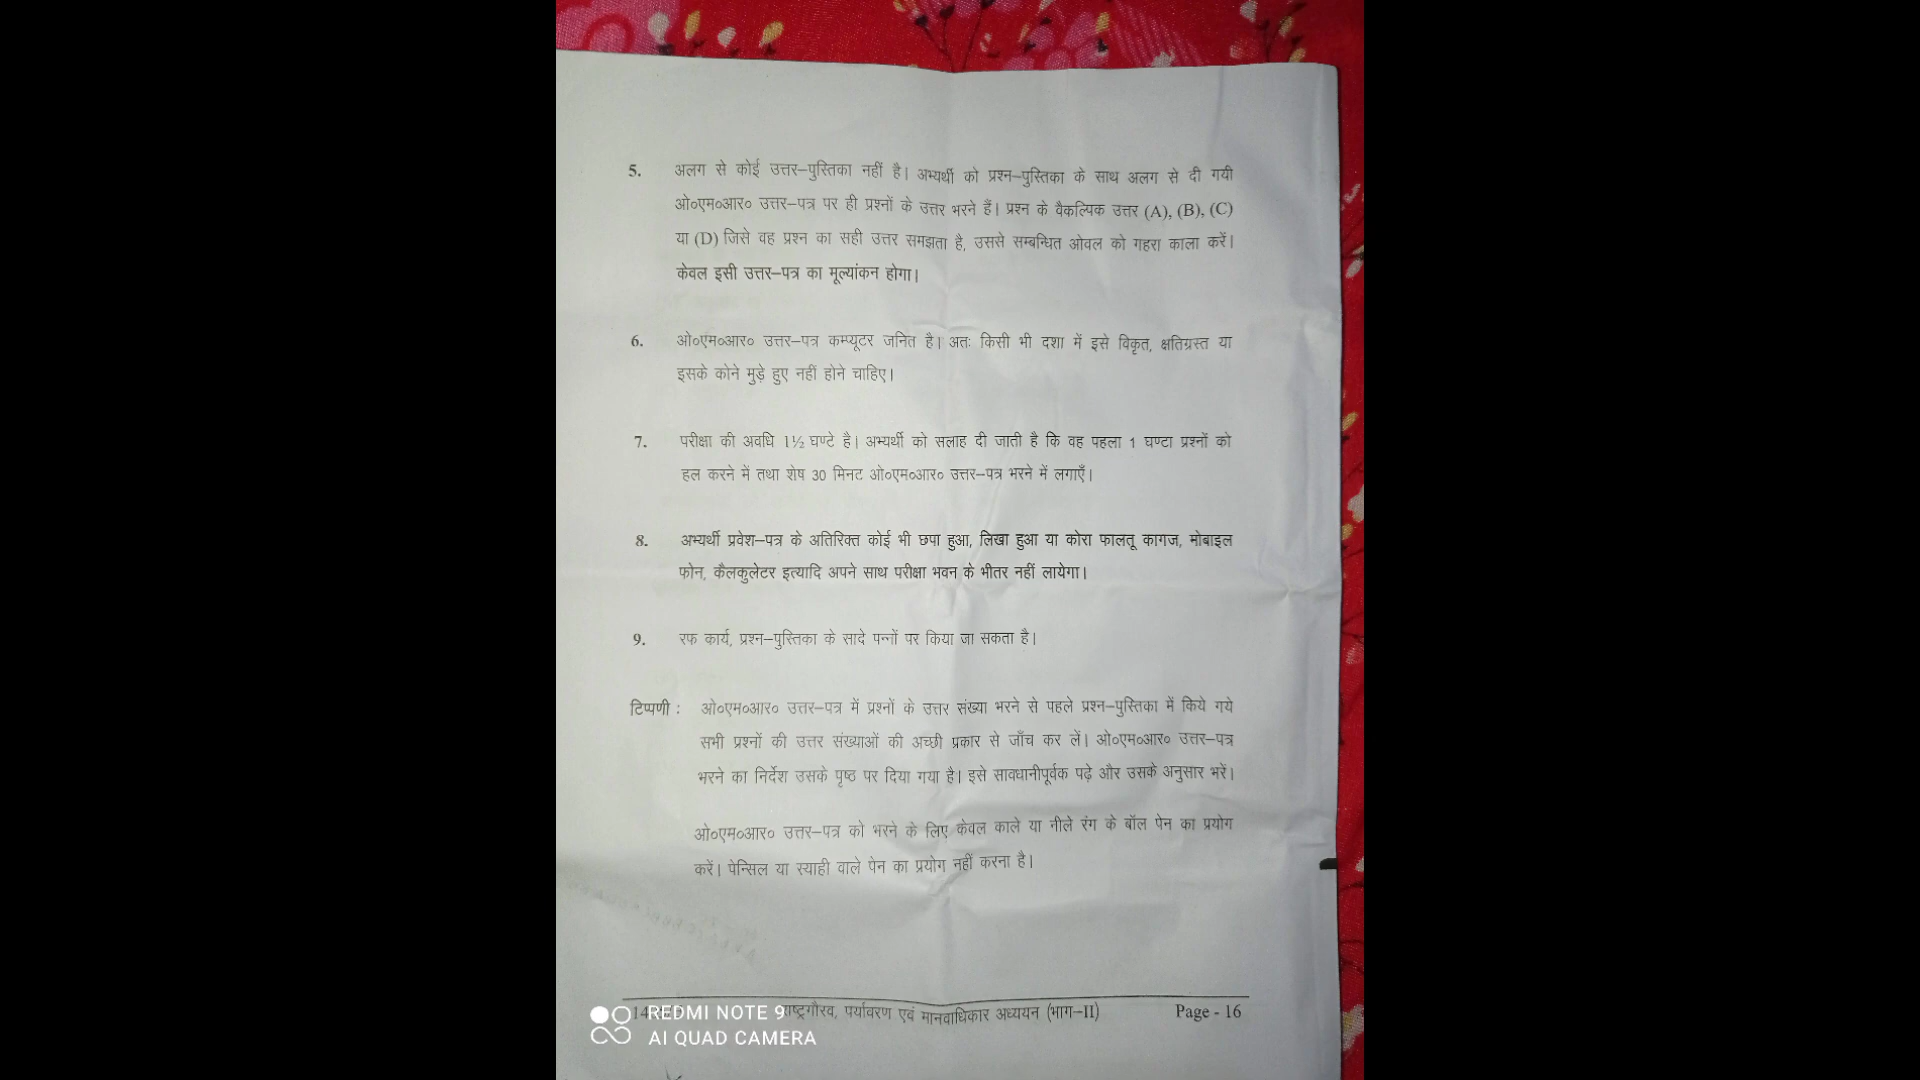 5. अलग से कोई उत्तर–पुस्तिका नहीं है। अभ्यर्थी को प्रश्न–पुस्तिका के साथ अलग से दी गयी
ओ०एम०आर० उत्तर–पत्र पर ही प्रश्नों के उत्तर भरने हैं। प्रश्न के वैकल्पिक उत्तर (A), (B), (C)
या (D) जिसे वह प्रश्न का सही उत्तर समझता है, उससे सम्बन्धित ओवल को गहरा काला करें।
केवल इसी उत्तर–पत्र का मूल्यांकन होगा।
6. ओ०एम०आर० उत्तर–पत्र कम्प्यूटर जनित है। अतः किसी भी दशा में इसे विकृत, क्षतिग्रस्त या
इसके कोने मुड़े हुए नहीं होने चाहिए।
7. परीक्षा की अवधि 1½ घण्टे है। अभ्यर्थी को सलाह दी जाती है कि वह पहला 1 घण्टा प्रश्नों को
हल करने में तथा शेष 30 मिनट ओ०एम०आर० उत्तर–पत्र भरने में लगाएँ।
8. अभ्यर्थी प्रवेश–पत्र के अतिरिक्त कोई भी छपा हुआ, लिखा हुआ या कोरा फालतू कागज, मोबाइल
फोन, कैलकुलेटर इत्यादि अपने साथ परीक्षा भवन के भीतर नहीं लायेगा।
9. रफ कार्य, प्रश्न–पुस्तिका के सादे पन्नों पर किया जा सकता है।
टिप्पणी : ओ०एम०आर० उत्तर–पत्र में प्रश्नों के उत्तर संख्या भरने से पहले प्रश्न–पुस्तिका में किये गये
सभी प्रश्नों की उत्तर संख्याओं की अच्छी प्रकार से जाँच कर लें। ओ०एम०आर० उत्तर–पत्र
भरने का निर्देश उसके पृष्ठ पर दिया गया है। इसे सावधानीपूर्वक पढ़े और उसके अनुसार भरें।
ओ०एम०आर० उत्तर–पत्र को भरने के लिए केवल काले या नीले रंग के बॉल पेन का प्रयोग
करें। पेन्सिल या स्याही वाले पेन का प्रयोग नहीं करना है।
राष्ट्रगौरव, पर्यावरण एवं मानवाधिकार अध्ययन (भाग–II) Page - 16
REDMI NOTE 9
AI QUAD CAMERA